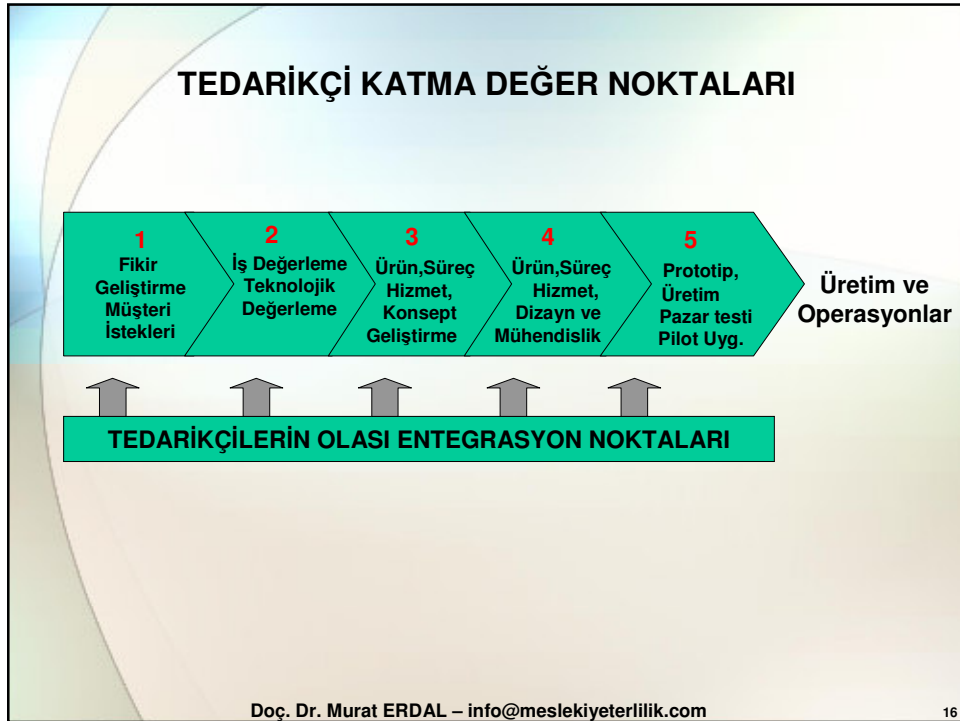 TEDARİKÇİ KATMA DEĞER NOKTALARI
1
Fikir
Geliştirme
Müşteri
İstekleri
2
İş Değerleme
Teknolojik
Değerleme
3
Ürün,Süreç
Hizmet,
Konsept
Geliştirme
4
Ürün,Süreç
Hizmet,
Dizayn ve
Mühendislik
5
Prototip,
Üretim
Pazar testi
Pilot Uyg.
Üretim ve
Operasyonlar
TEDARİKÇİLERİN OLASI ENTEGRASYON NOKTALARI
Doç. Dr. Murat ERDAL – info@meslekiyeterlilik.com
16